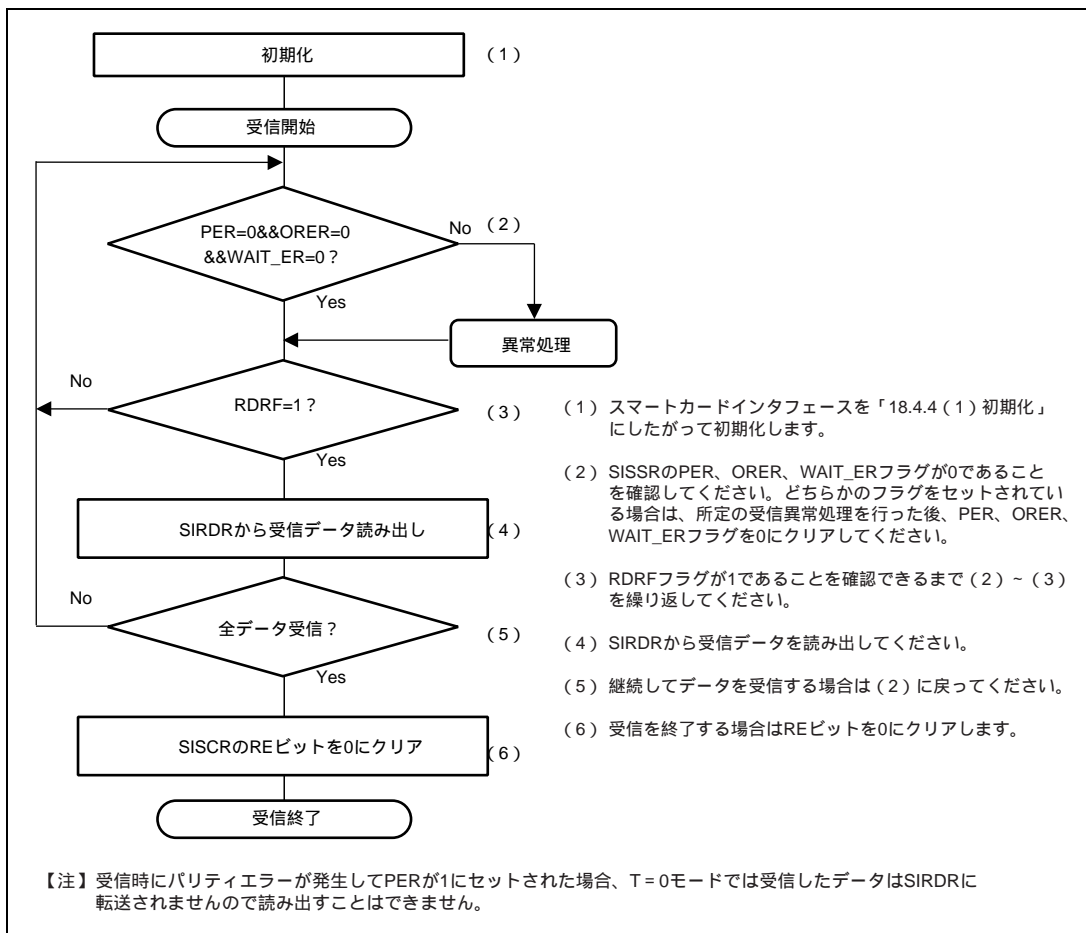 初期化
(1)
受信開始
PER=0&&ORER=0
&&WAIT_ER=0?
No
(2)
Yes
異常処理
No
RDRF=1?
(3)
Yes
SIRDRから受信データ読み出し
(4)
No
全データ受信?
(5)
Yes
SISCRのREビットを0にクリア
(6)
受信終了
(1) スマートカードインタフェースを「18.4.4(1)初期化」
にしたがって初期化します。
(2) SISSRのPER、ORER、WAIT_ERフラグが0であること
を確認してください。どちらかのフラグをセットされてい
る場合は、所定の受信異常処理を行った後、PER、ORER、
WAIT_ERフラグを0にクリアしてください。
(3) RDRFフラグが1であることを確認できるまで(2)~(3)
を繰り返してください。
(4) SIRDRから受信データを読み出してください。
(5) 継続してデータを受信する場合は(2)に戻ってください。
(6) 受信を終了する場合はREビットを0にクリアします。
【注】受信時にパリティエラーが発生してPERが1にセットされた場合、T=0モードでは受信したデータはSIRDRに
転送されませんので読み出すことはできません。